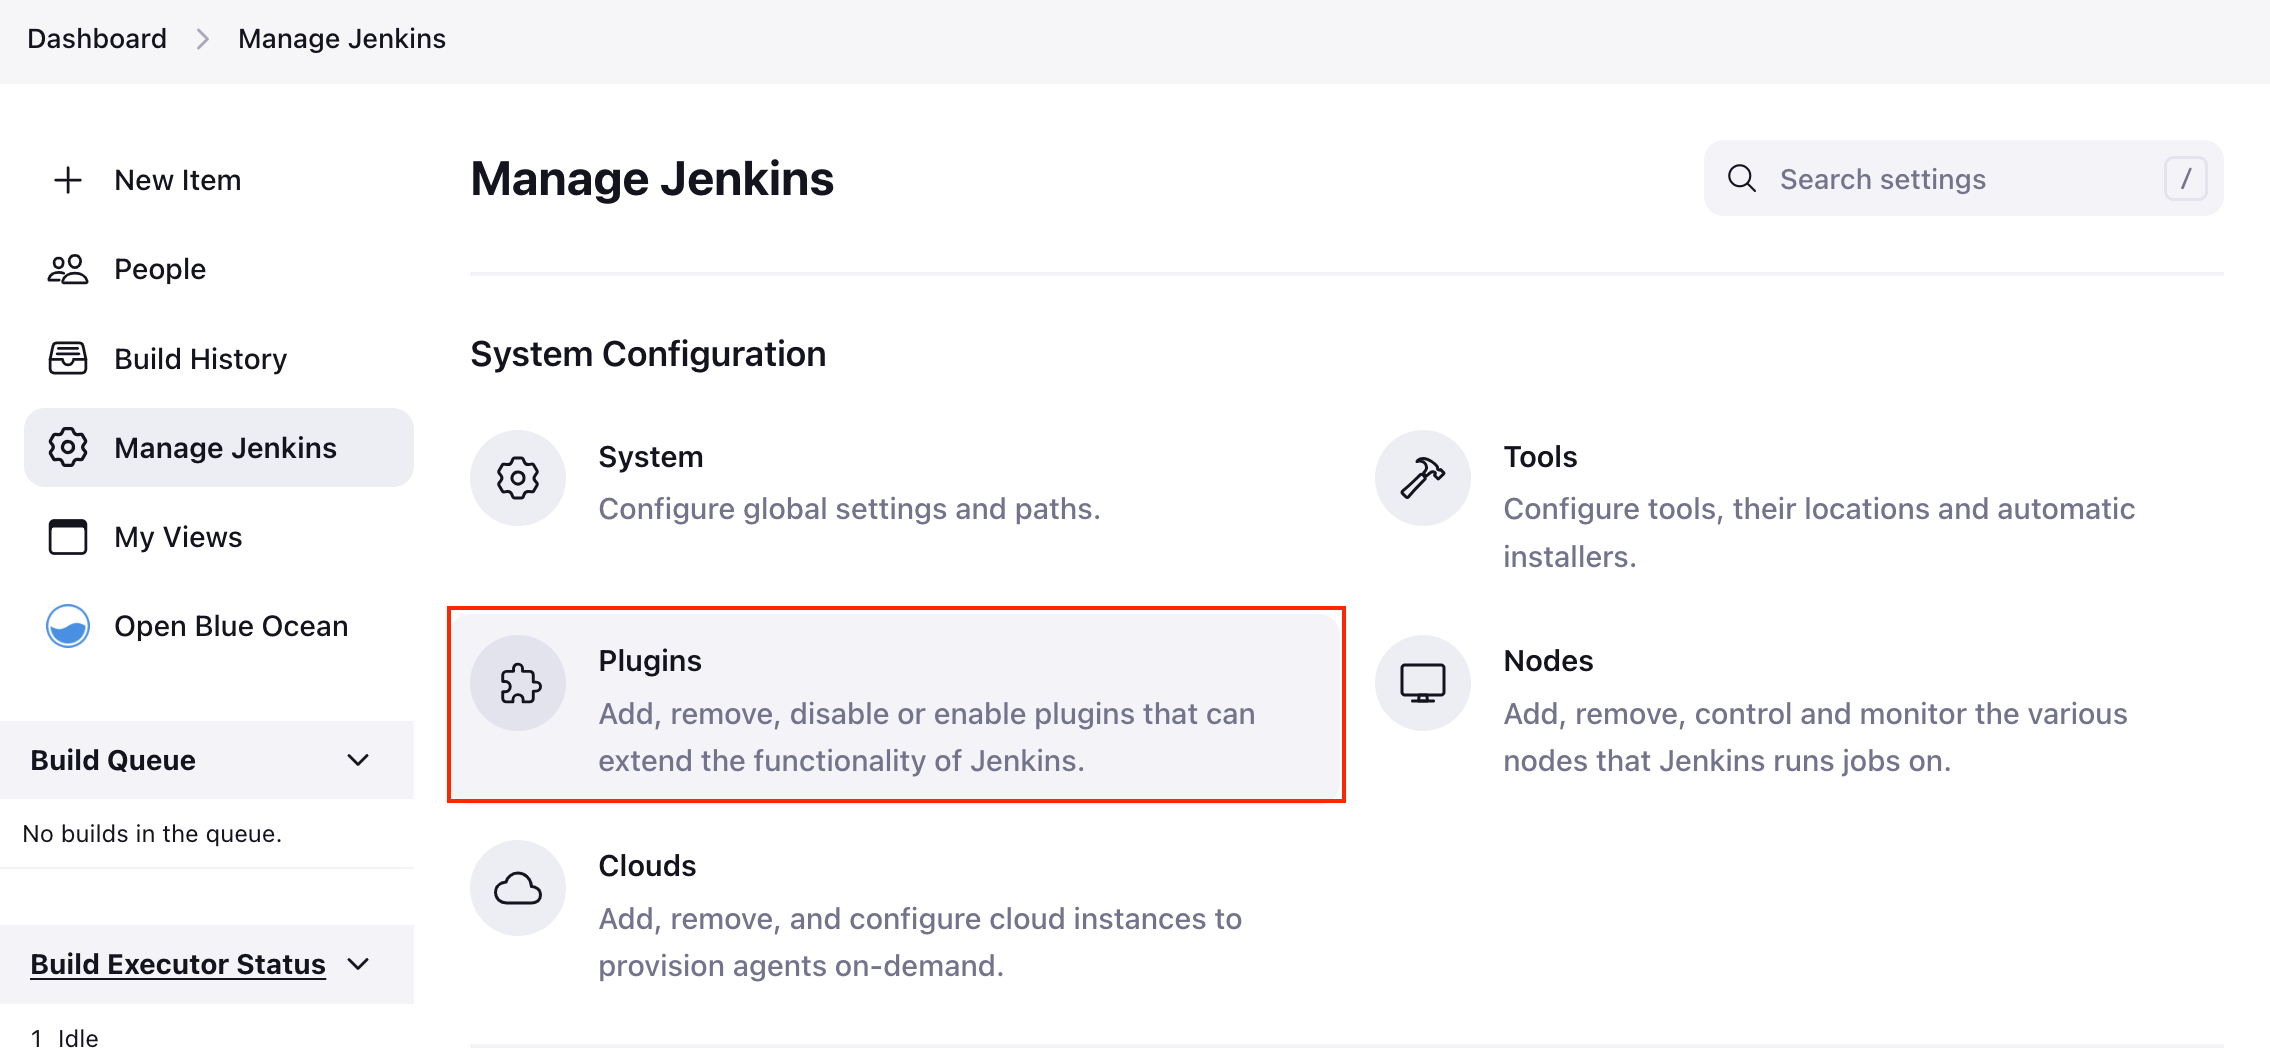 Dashboard > Manage Jenkins
New Item
People
Build History
Manage Jenkins
My Views
Open Blue Ocean
Build Queue
No builds in the queue.
Build Executor Status
1 Idle
Manage Jenkins
Search settings /
System Configuration
System
Configure global settings and paths.
Tools
Configure tools, their locations and automatic
installers.
Plugins
Add, remove, disable or enable plugins that can
extend the functionality of Jenkins.
Nodes
Add, remove, control and monitor the various
nodes that Jenkins runs jobs on.
Clouds
Add, remove, and configure cloud instances to
provision agents on-demand.